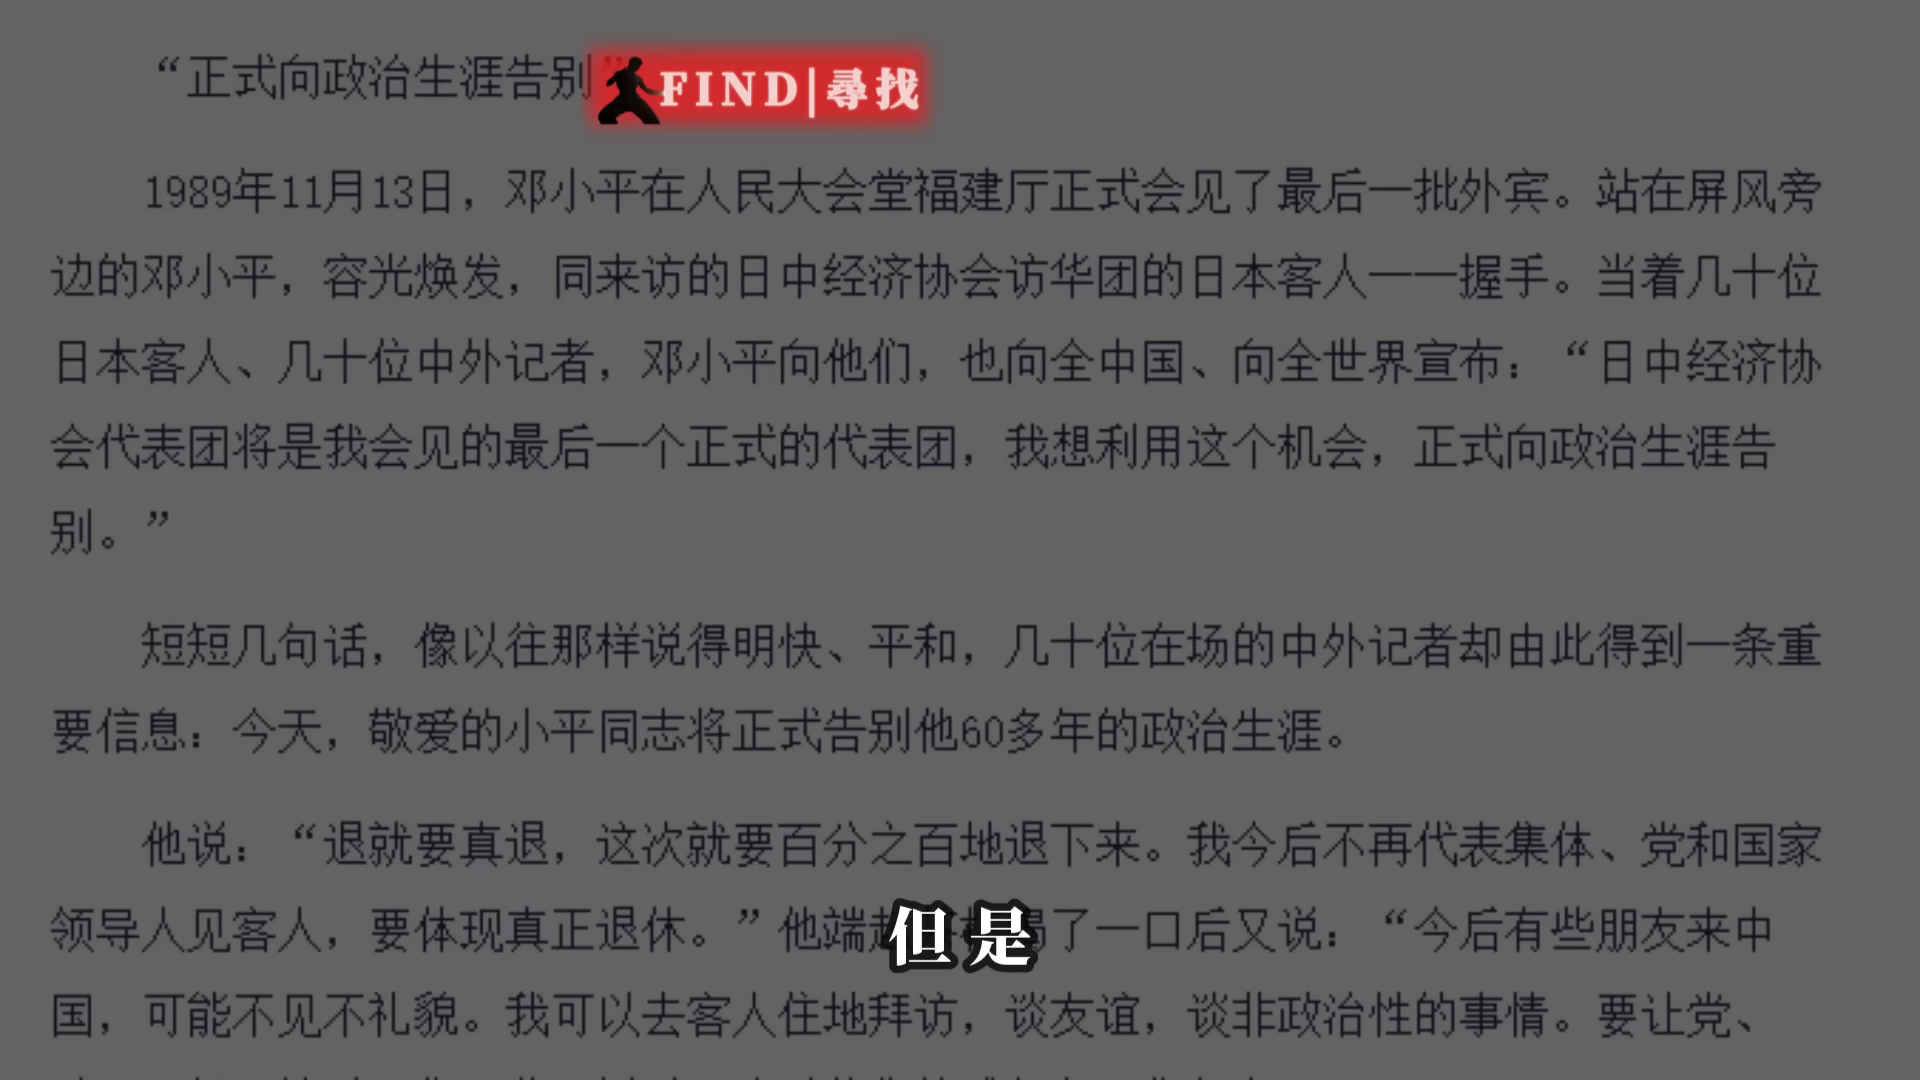 “正式向政治生涯告别”
FIND|尋找
1989年11月13日，邓小平在人民大会堂福建厅正式会见了最后一批外宾。站在屏风旁
边的邓小平，容光焕发，同来访的日中经济协会访华团的日本客人一一握手。当着几十位
日本客人、几十位中外记者，邓小平向他们，也向全中国、向全世界宣布：“日中经济协
会代表团将是我会见的最后一个正式的代表团，我想利用这个机会，正式向政治生涯告
别。”
短短几句话，像以往那样说得明快、平和，几十位在场的中外记者却由此得到一条重
要信息：今天，敬爱的小平同志将正式告别他60多年的政治生涯。
他说：“退就要真退，这次就要百分之百地退下来。我今后不再代表集体、党和国家
领导人见客人，要体现真正退休。”他端 了一口后又说：“今后有些朋友来中
但是
国，可能不见不礼貌。我可以去客人住地拜访，谈友谊，谈非政治性的事情。要让党、